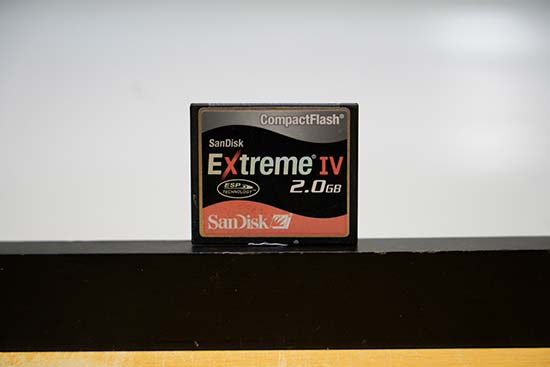 CompactFlash®
SanDisk
Extreme® IV
2.0GB
ESP
TECHNOLOGY
SanDisk